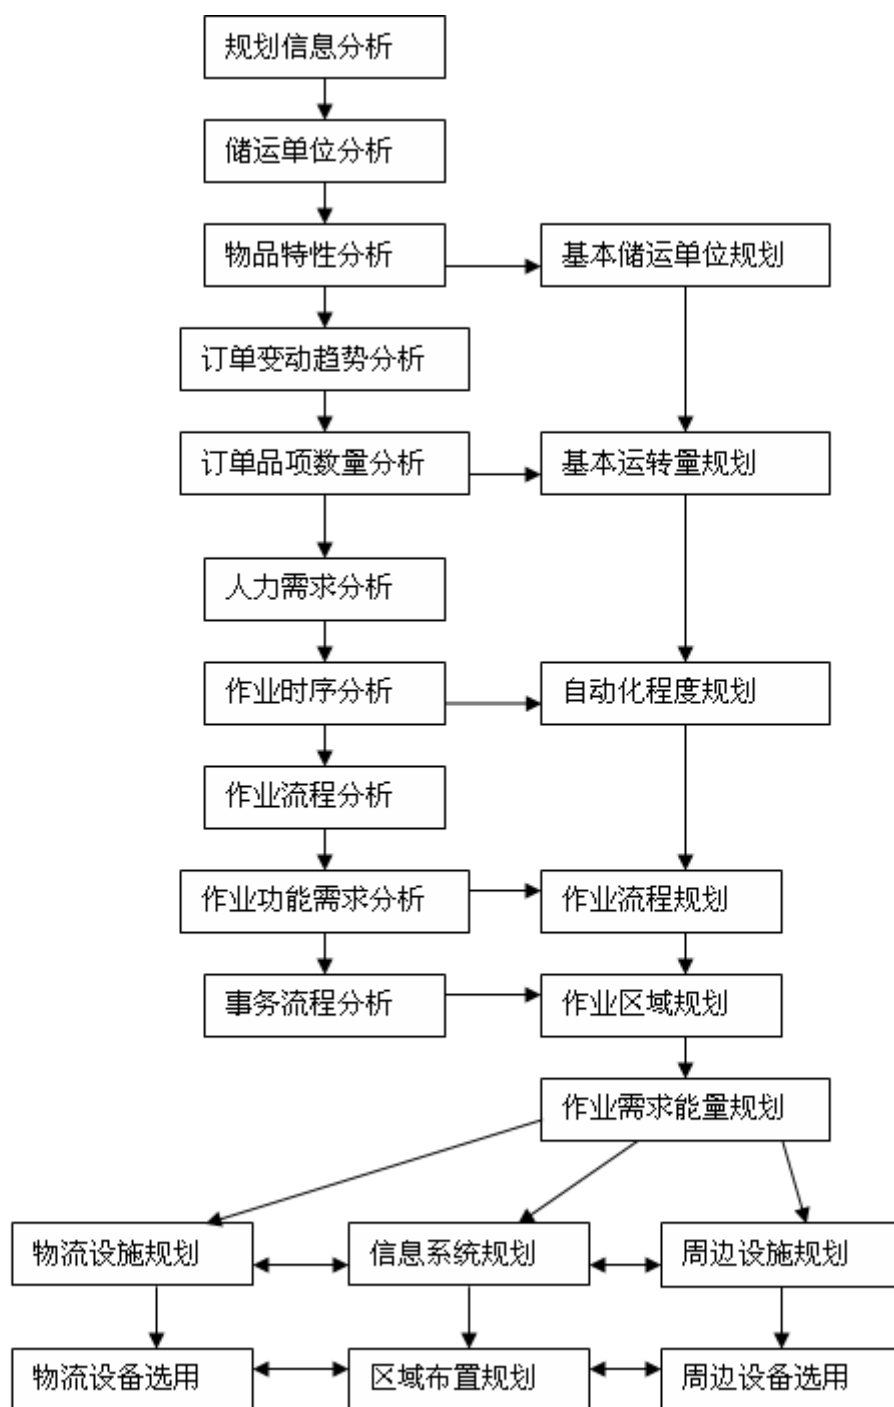 规划信息分析
储运单位分析
物品特性分析
基本储运单位规划
订单变动趋势分析
订单品项数量分析
基本运转量规划
人力需求分析
作业时序分析
自动化程度规划
作业流程分析
作业功能需求分析
作业流程规划
事务流程分析
作业区域规划
作业需求能量规划
物流设施规划
信息系统规划
周边设施规划
物流设备选用
区域布置规划
周边设备选用